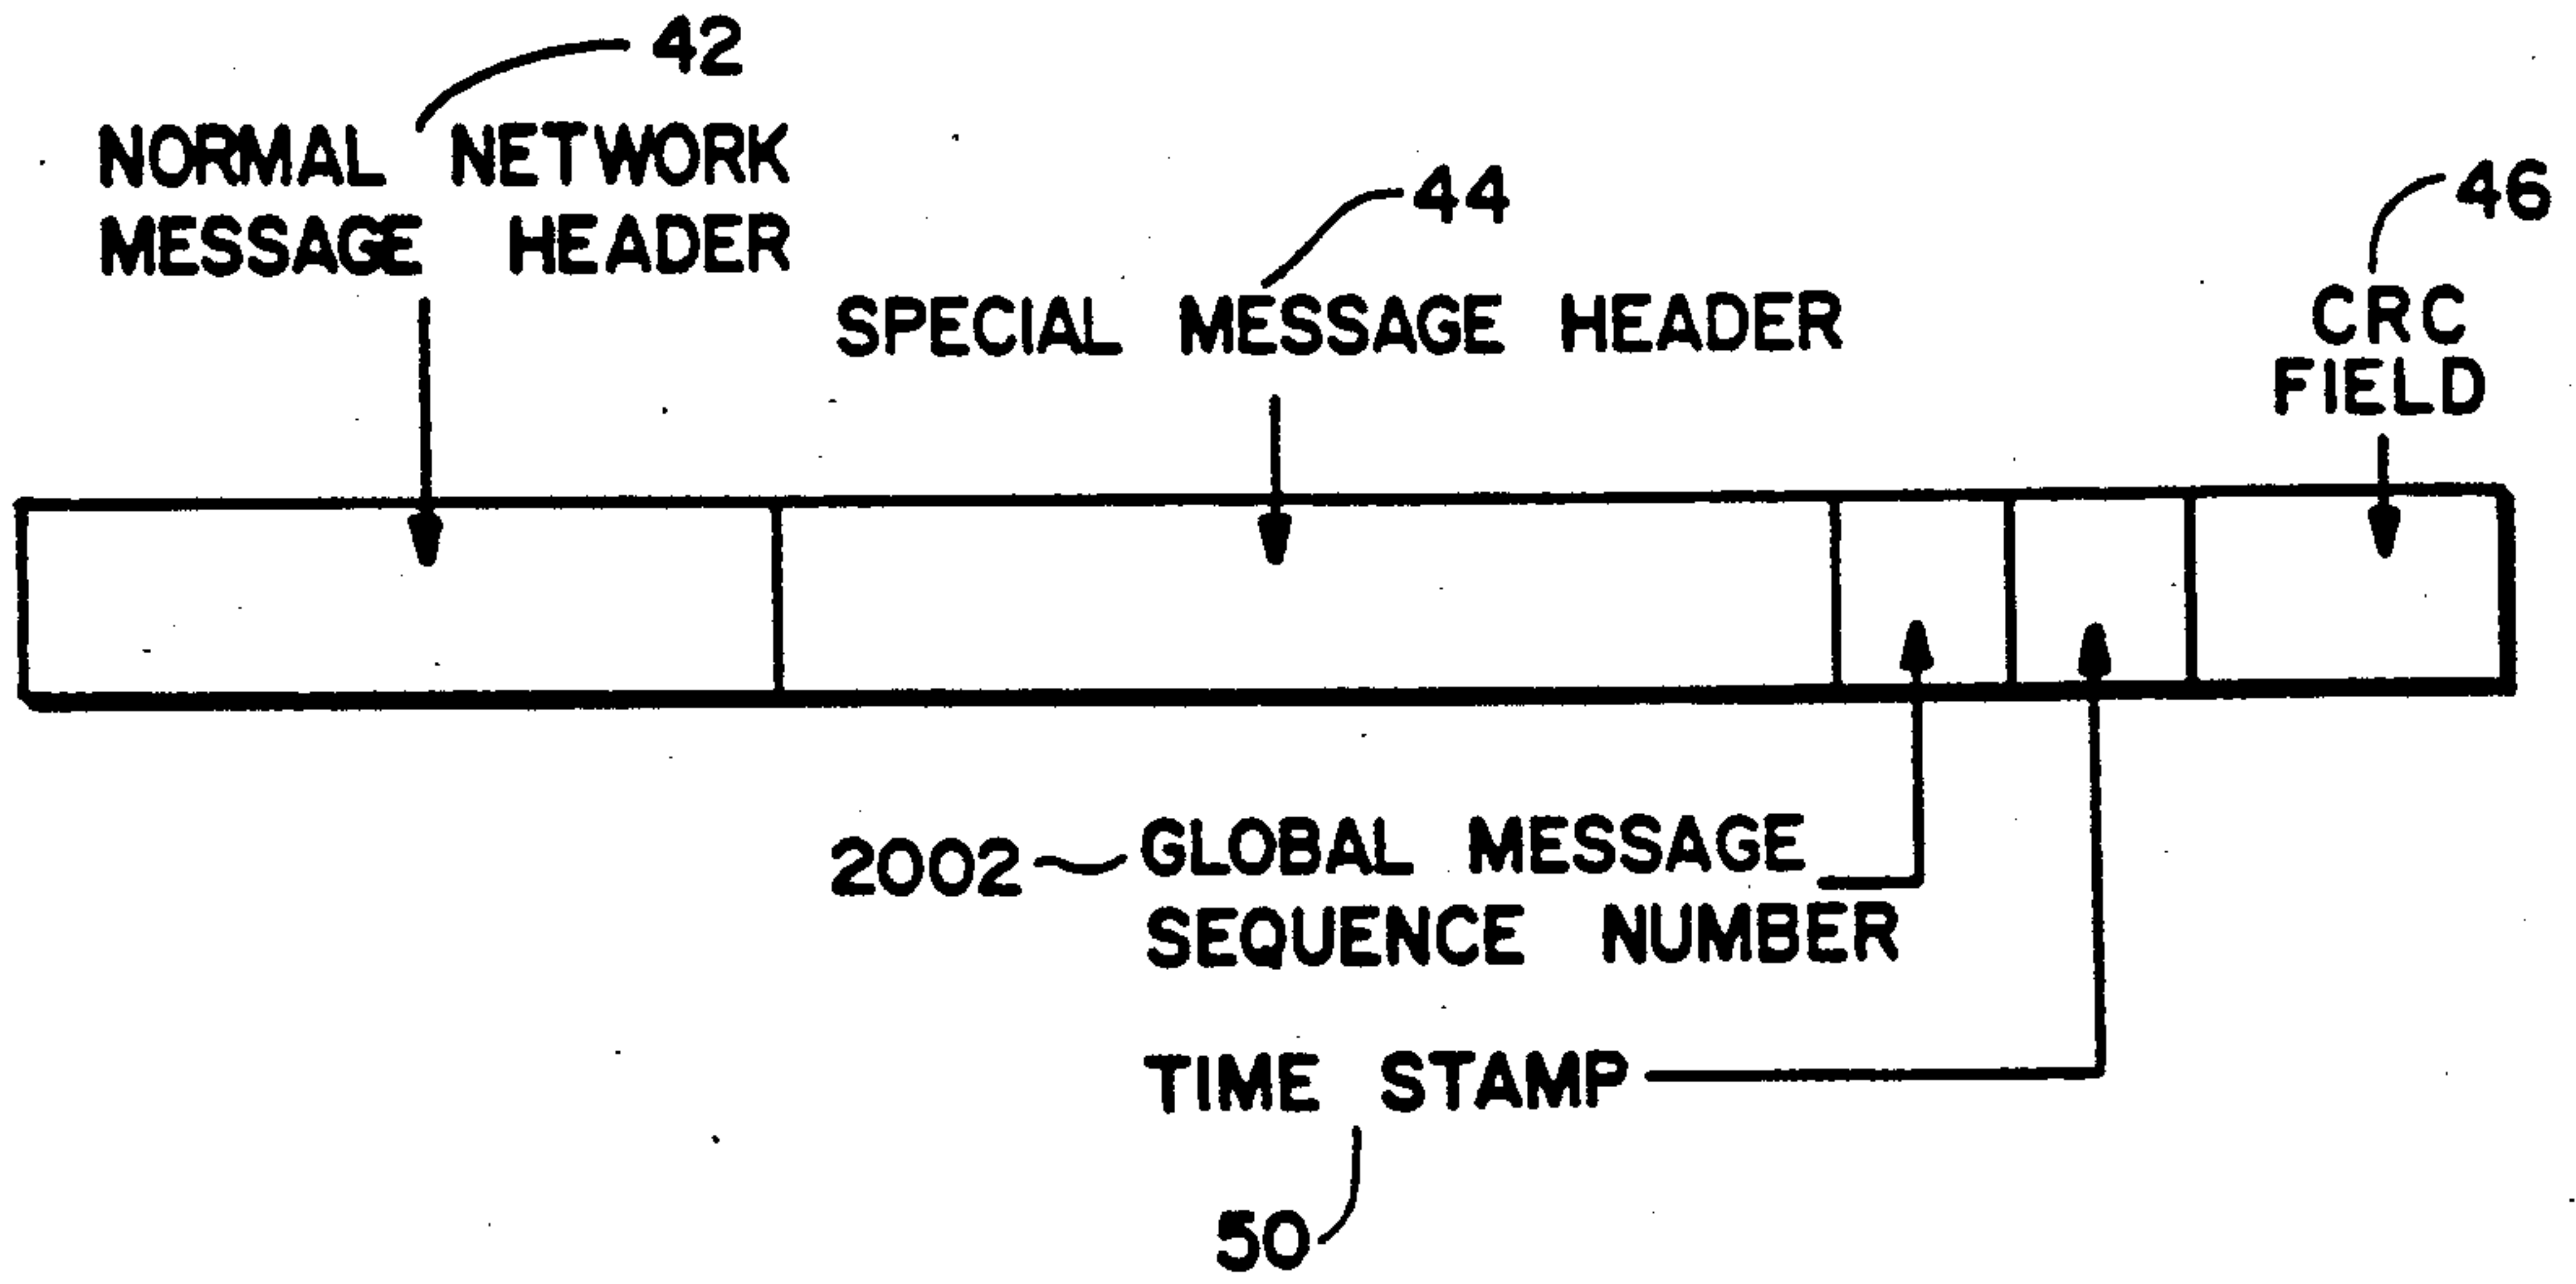 42
NORMAL NETWORK
MESSAGE HEADER
44
SPECIAL MESSAGE HEADER
46
CRC
FIELD
2002 GLOBAL MESSAGE
SEQUENCE NUMBER
TIME STAMP
50